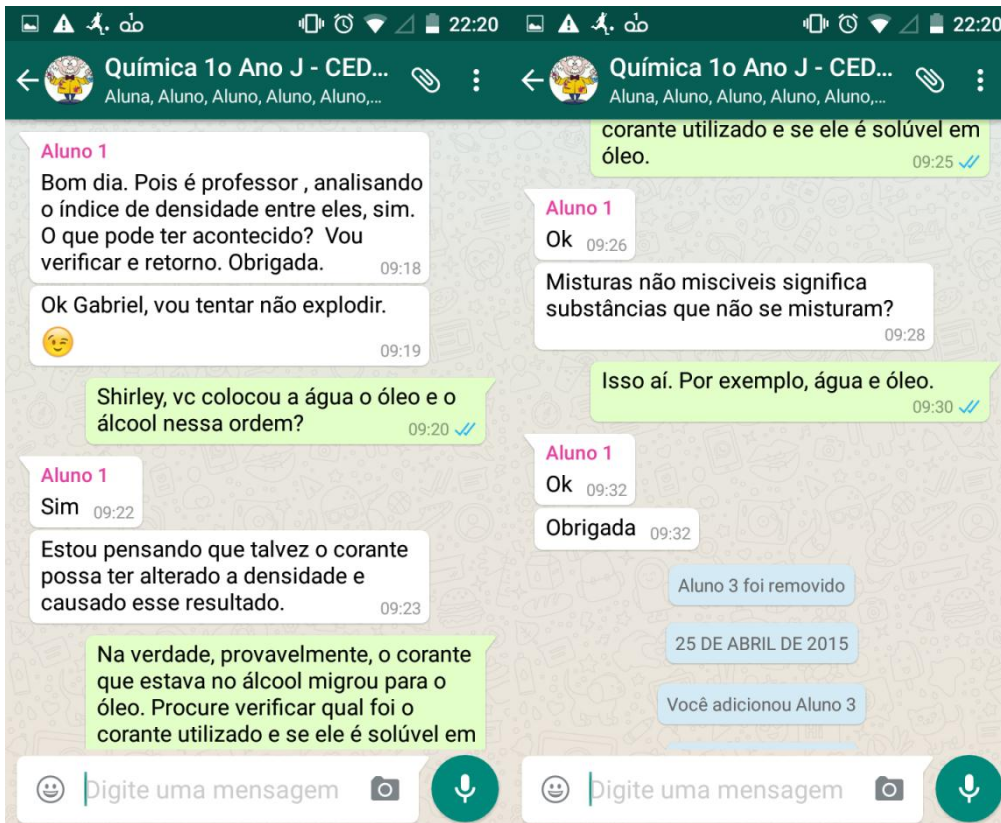 22:20
Química 1o Ano J - CED...
Aluna, Aluno, Aluno, Aluno, Aluno,...
Aluno 1
Bom dia. Pois é professor , analisando
o índice de densidade entre eles, sim.
O que pode ter acontecido?  Vou
verificar e retorno. Obrigada.
09:18
Ok Gabriel, vou tentar não explodir.
09:19
Shirley, vc colocou a água o óleo e o
álcool nessa ordem?
09:20
Aluno 1
Sim 09:22
Estou pensando que talvez o corante
possa ter alterado a densidade e
causado esse resultado.
09:23
Na verdade, provavelmente, o corante
que estava no álcool migrou para o
óleo. Procure verificar qual foi o
corante utilizado e se ele é solúvel em
Digite uma mensagem
22:20
Química 1o Ano J - CED...
Aluna, Aluno, Aluno, Aluno, Aluno,...
corante utilizado e se ele é solúvel em
óleo.
09:25
Aluno 1
Ok 09:26
Misturas não misciveis significa
substâncias que não se misturam?
09:28
Isso aí. Por exemplo, água e óleo.
09:30
Aluno 1
Ok 09:32
Obrigada 09:32
Aluno 3 foi removido
25 DE ABRIL DE 2015
Você adicionou Aluno 3
Digite uma mensagem